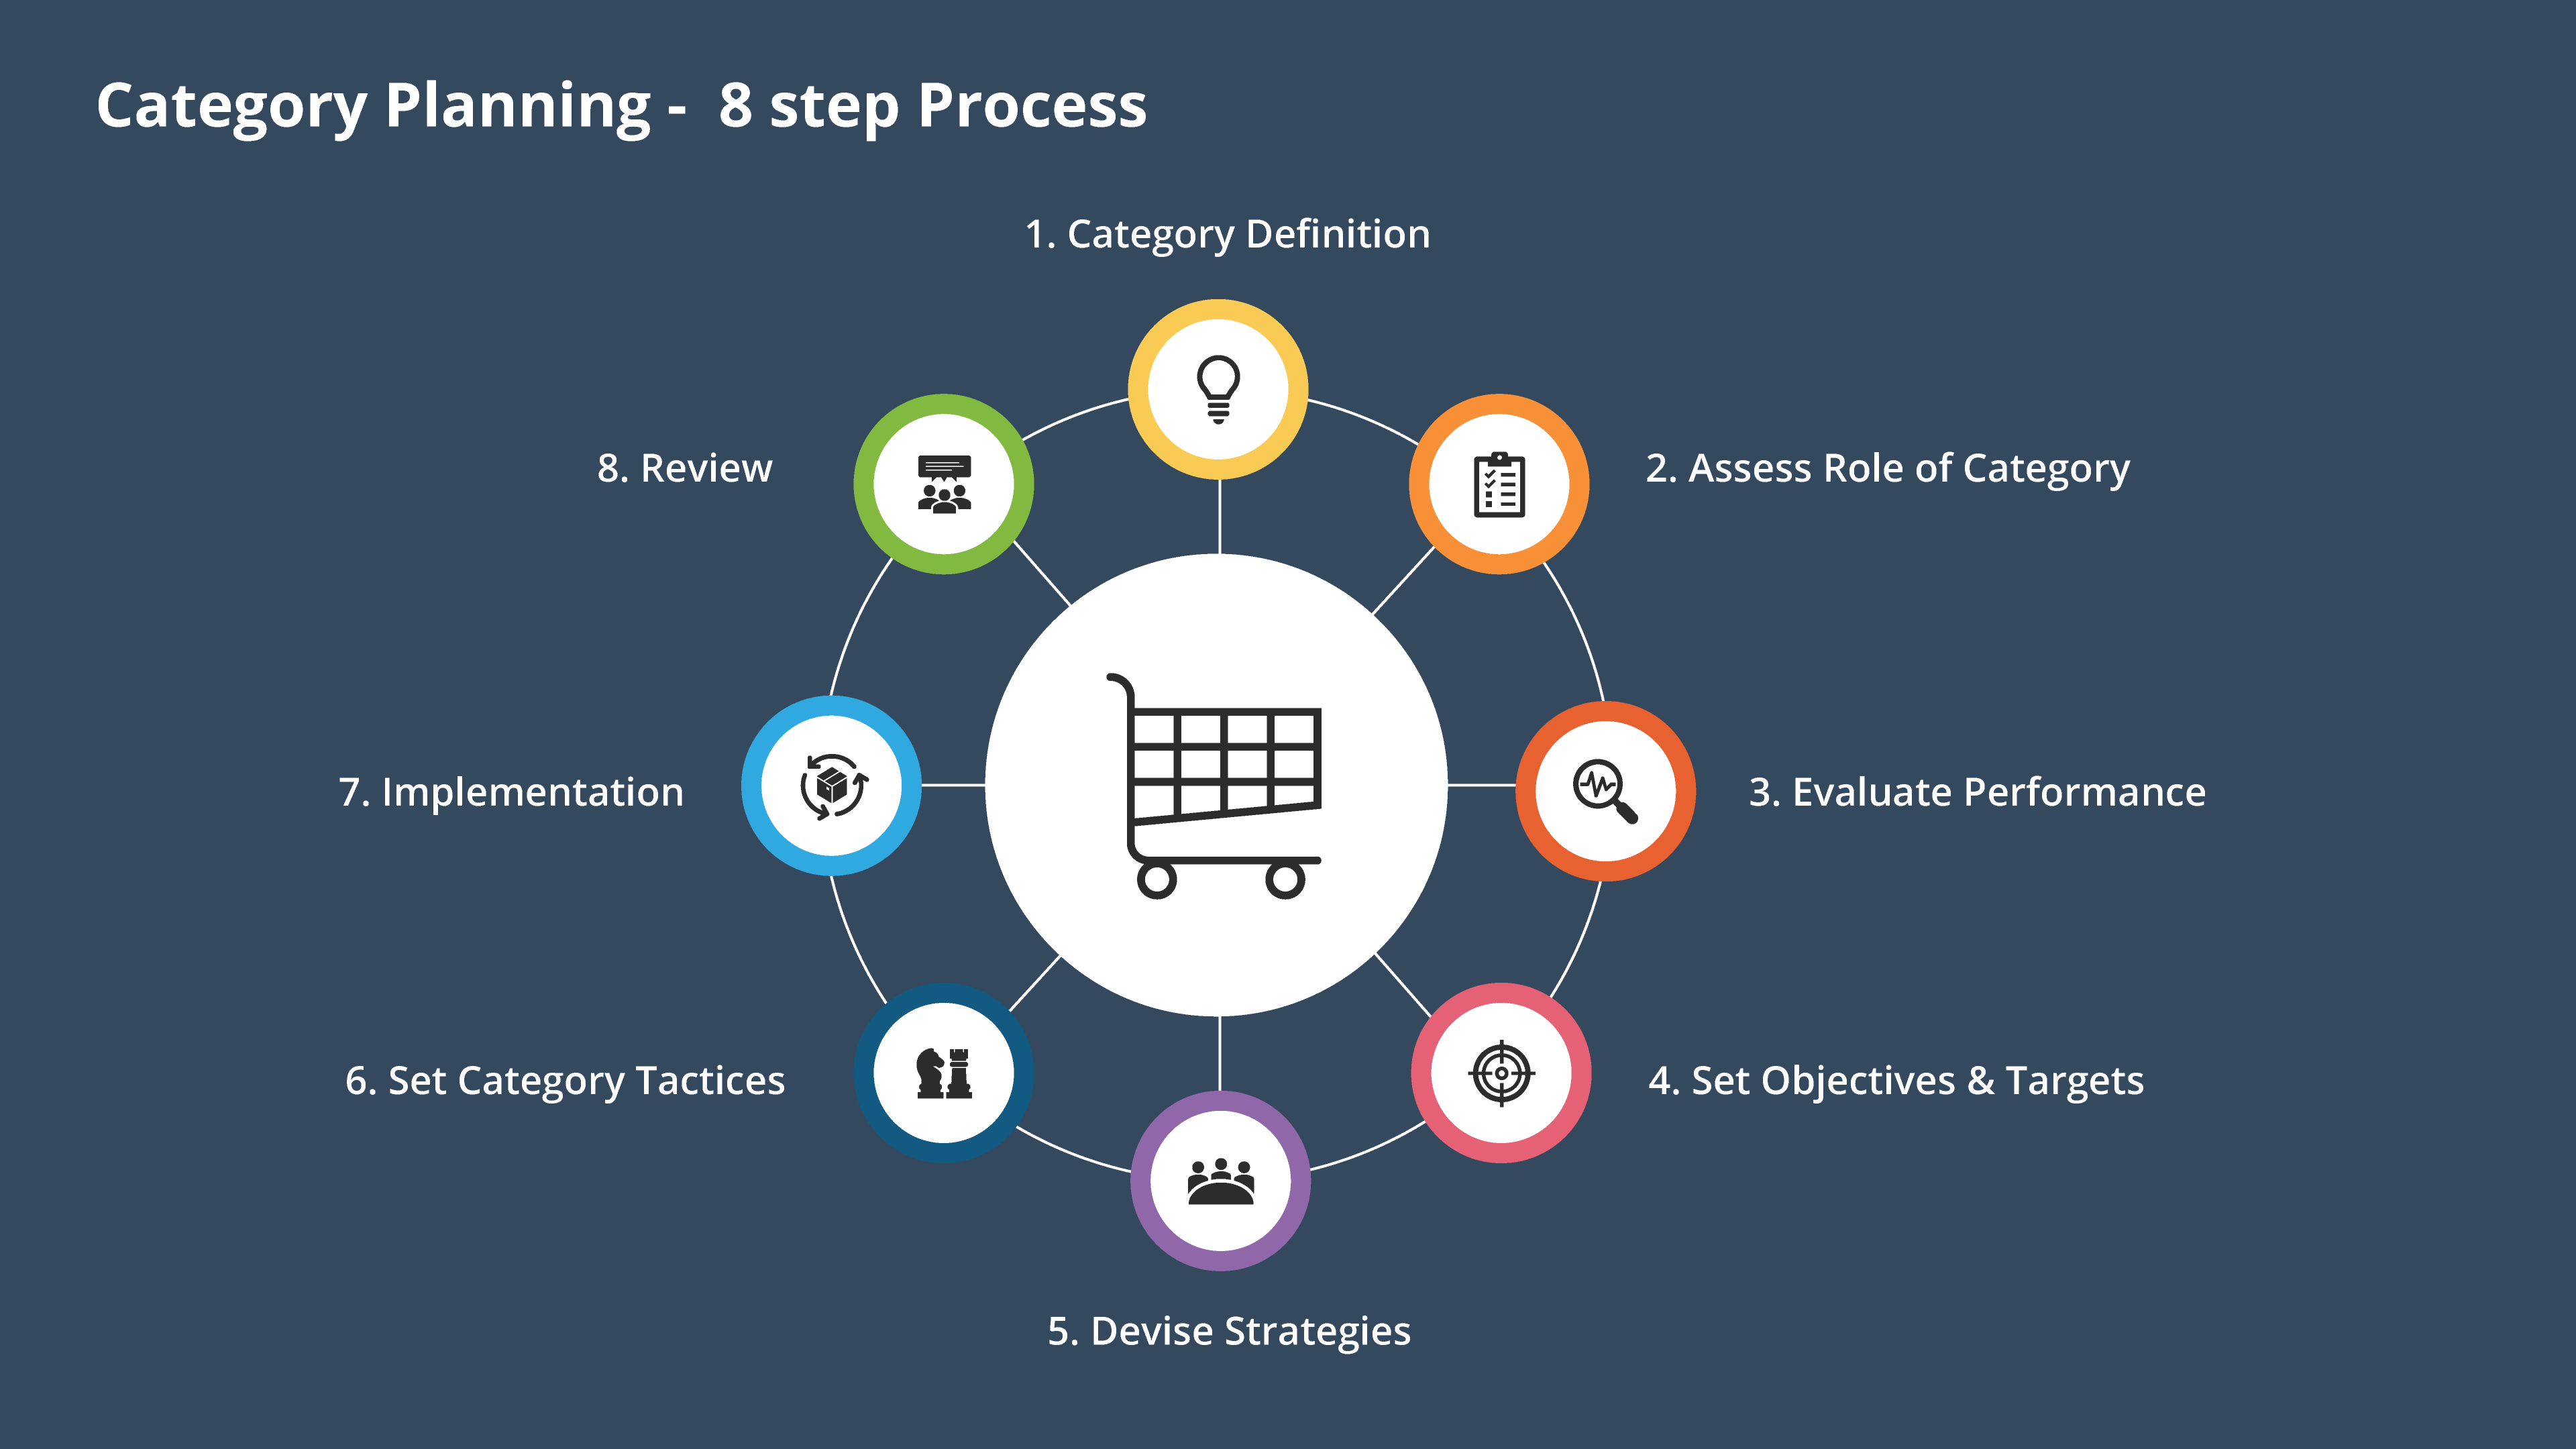 Category Planning -  8 step Process
1. Category Definition
2. Assess Role of Category
3. Evaluate Performance
4. Set Objectives & Targets
5. Devise Strategies
6. Set Category Tactices
7. Implementation
8. Review